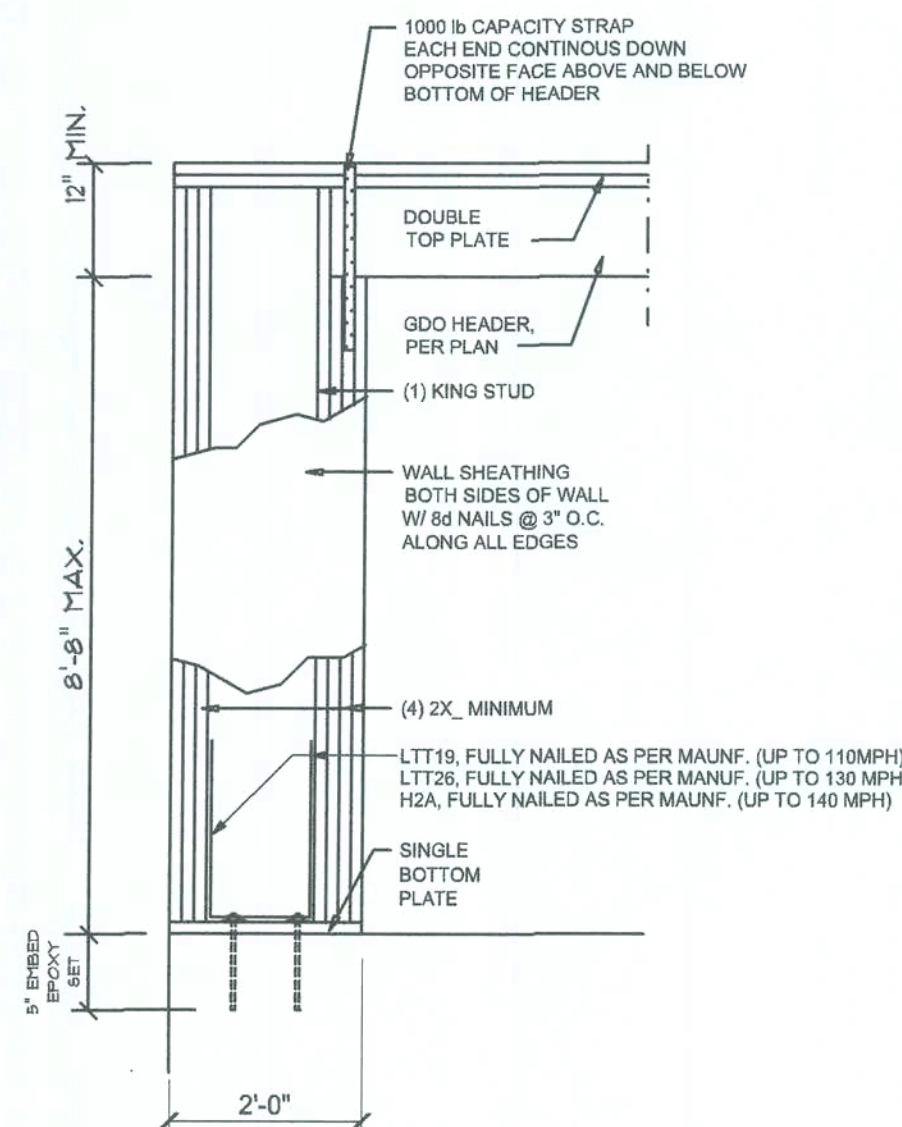 1000 lb CAPACITY STRAP
EACH END CONTINOUS DOWN
OPPOSITE FACE ABOVE AND BELOW
BOTTOM OF HEADER
12" MIN.
DOUBLE
TOP PLATE
GDO HEADER,
PER PLAN
(1) KING STUD
WALL SHEATHING
BOTH SIDES OF WALL
W/ 8d NAILS @ 3" O.C.
ALONG ALL EDGES
8'-8" MAX.
(4) 2X_ MINIMUM
LTT19, FULLY NAILED AS PER MAUNF. (UP TO 110MPH)
LTT26, FULLY NAILED AS PER MANUF. (UP TO 130 MPH
H2A, FULLY NAILED AS PER MAUNF. (UP TO 140 MPH)
SINGLE
BOTTOM
PLATE
5" EMBED
EPOXY
SET
2'-0"